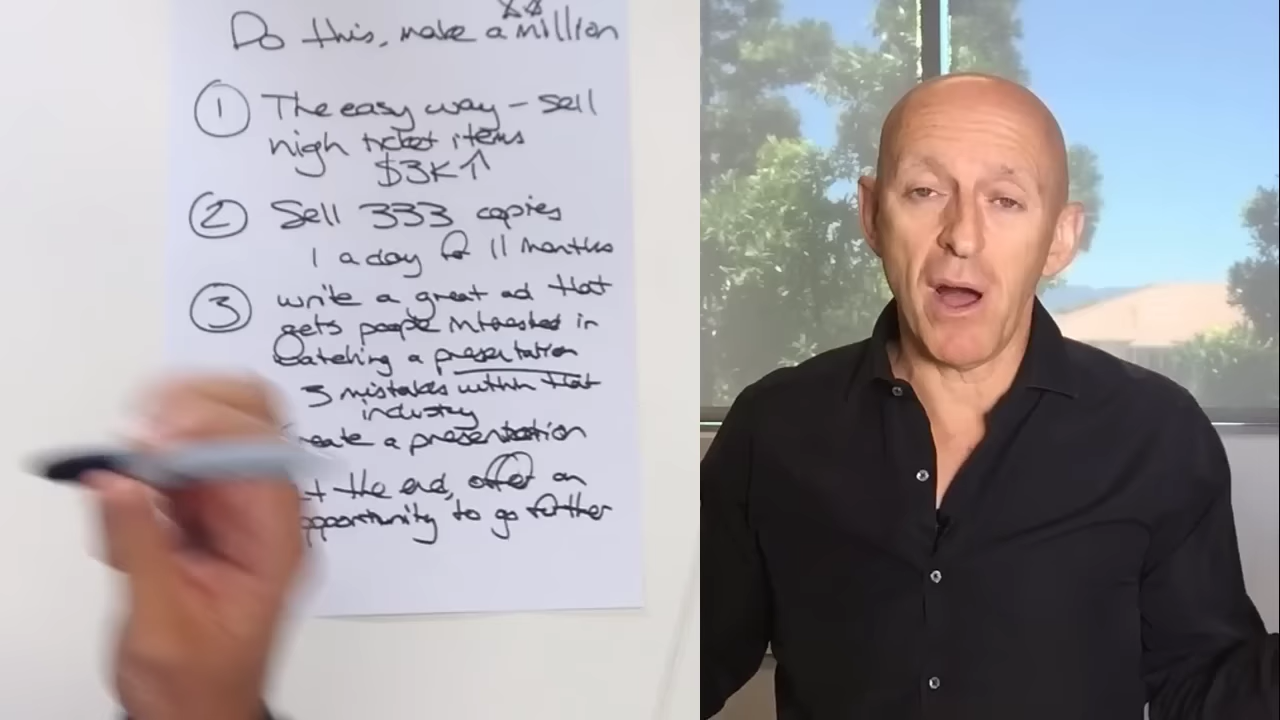 Do this, make a million
① The easy way - sell
high ticket items
$3K↑
② Sell 333 copies
1 a day for 11 months
③ write a great ad that
gets people interested in
watching a presentation
3 mistakes within that
industry
create a presentation
at the end, offer an
opportunity to go further